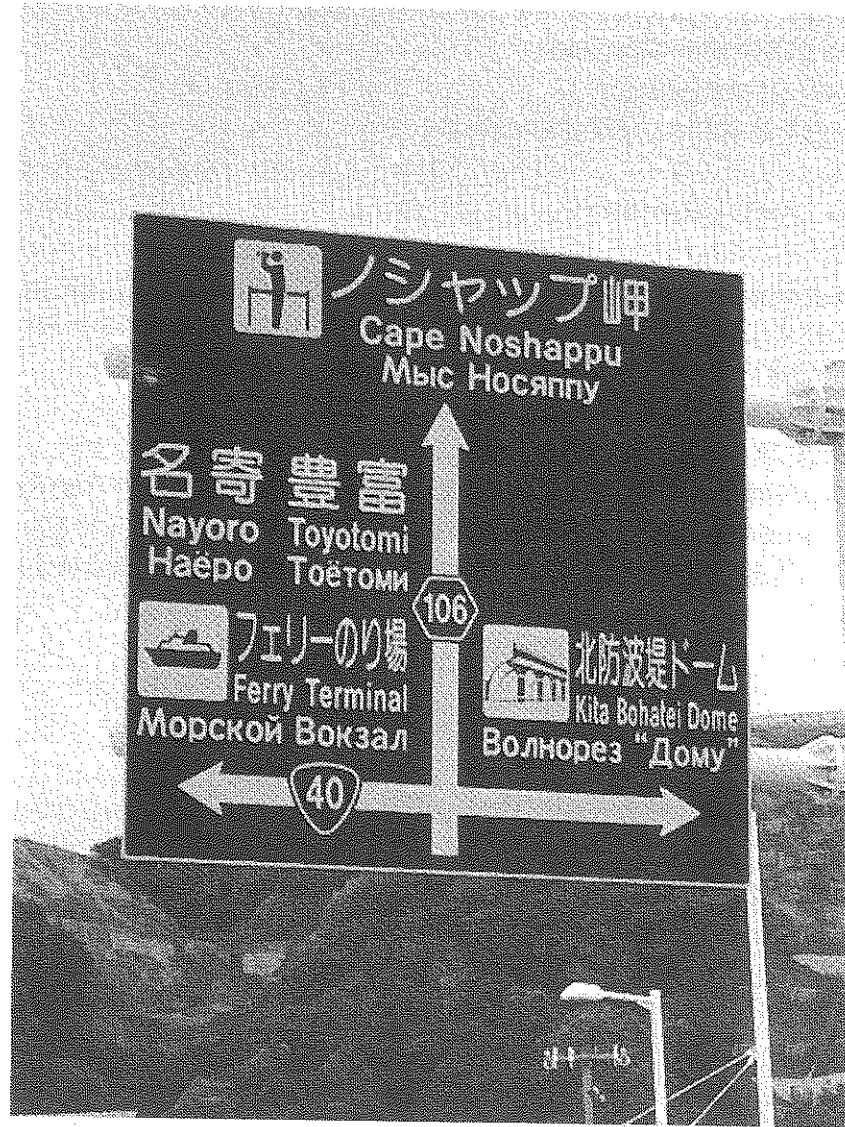 ノシャップ岬
Cape Noshappu
Мыс Носяппу
名寄 豊富
Nayoro Toyotomi
Наёро Тоётоми
106
フェリーのり場
Ferry Terminal
Морской Вокзал
北防波堤ドーム
Kita Bohatei Dome
Волнорез "Дому"
40